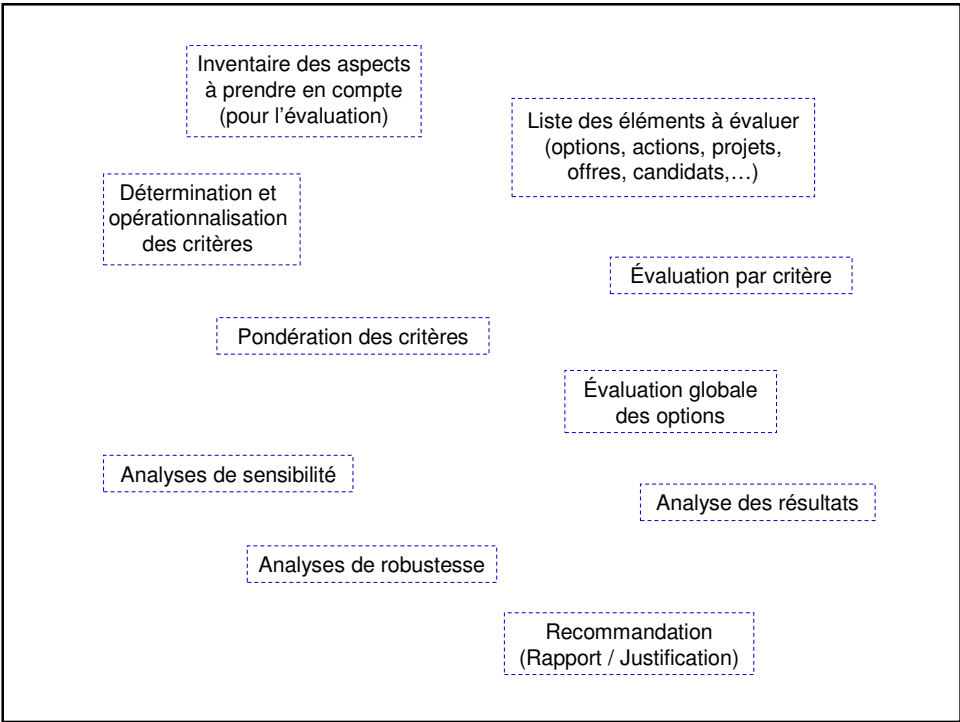 Inventaire des aspects
à prendre en compte
(pour l'évaluation)
Liste des éléments à évaluer
(options, actions, projets,
offres, candidats,…)
Détermination et
opérationnalisation
des critères
Évaluation par critère
Pondération des critères
Évaluation globale
des options
Analyses de sensibilité
Analyse des résultats
Analyses de robustesse
Recommandation
(Rapport / Justification)